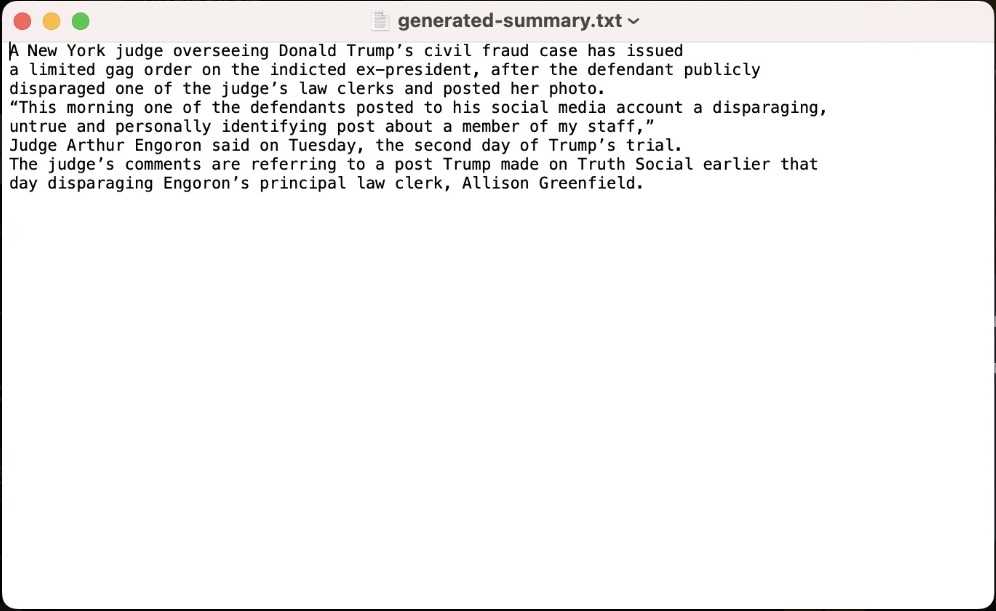 generated-summary.txt
A New York judge overseeing Donald Trump’s civil fraud case has issued
a limited gag order on the indicted ex-president, after the defendant publicly
disparaged one of the judge’s law clerks and posted her photo.
“This morning one of the defendants posted to his social media account a disparaging,
untrue and personally identifying post about a member of my staff,”
Judge Arthur Engoron said on Tuesday, the second day of Trump’s trial.
The judge’s comments are referring to a post Trump made on Truth Social earlier that
day disparaging Engoron’s principal law clerk, Allison Greenfield.